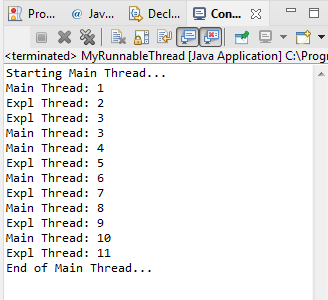 Pro...
@ Jav...
Decl...
Con...
<terminated> MyRunnableThread [Java Application] C:\Progr
Starting Main Thread...
Main Thread: 1
Expl Thread: 2
Expl Thread: 3
Main Thread: 3
Main Thread: 4
Expl Thread: 5
Main Thread: 6
Expl Thread: 7
Main Thread: 8
Expl Thread: 9
Main Thread: 10
Expl Thread: 11
End of Main Thread...